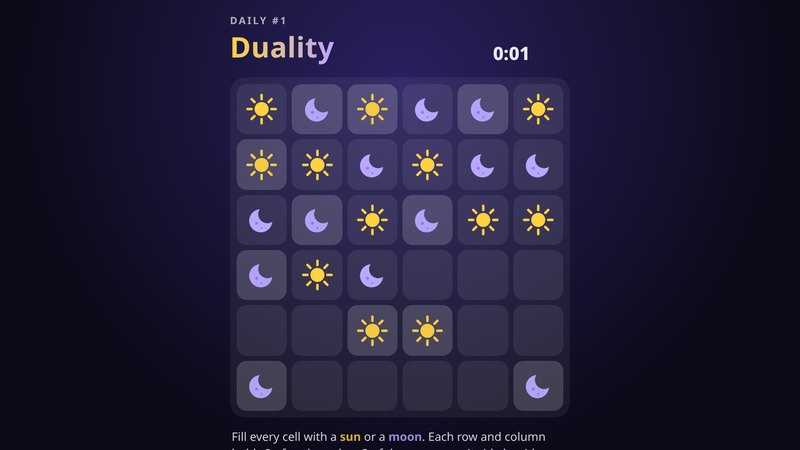 DAILY #1
Duality
0:01
Fill every cell with a sun or a moon. Each row and column